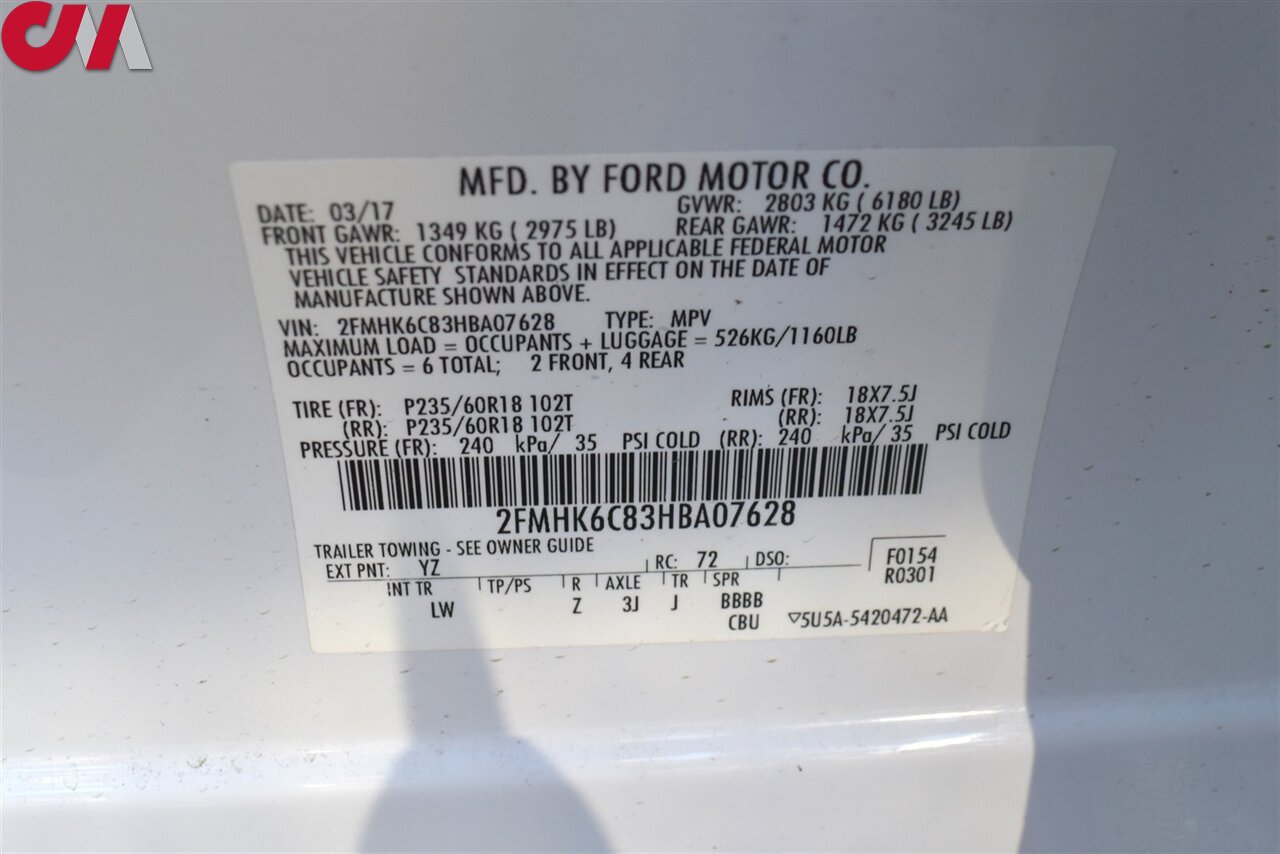 CM
MFD. BY FORD MOTOR CO.
DATE: 03/17 GVWR: 2803 KG ( 6180 LB)
FRONT GAWR: 1349 KG ( 2975 LB) REAR GAWR: 1472 KG ( 3245 LB)
THIS VEHICLE CONFORMS TO ALL APPLICABLE FEDERAL MOTOR
VEHICLE SAFETY STANDARDS IN EFFECT ON THE DATE OF
MANUFACTURE SHOWN ABOVE.
VIN: 2FMHK6C83HBA07628 TYPE: MPV
MAXIMUM LOAD = OCCUPANTS + LUGGAGE = 526KG/1160LB
OCCUPANTS = 6 TOTAL; 2 FRONT, 4 REAR
TIRE (FR): P235/60R18 102T RIMS (FR): 18X7.5J
(RR): P235/60R18 102T (RR): 18X7.5J
PRESSURE (FR): 240 kPa/ 35 PSI COLD (RR): 240 kPa/ 35 PSI COLD
2FMHK6C83HBA07628
TRAILER TOWING - SEE OWNER GUIDE
EXT PNT: YZ RC: 72 DSO: F0154
R0301
INT TR TP/PS R AXLE TR SPR
LW Z 3J J BBBB
CBU ▽5U5A-5420472-AA